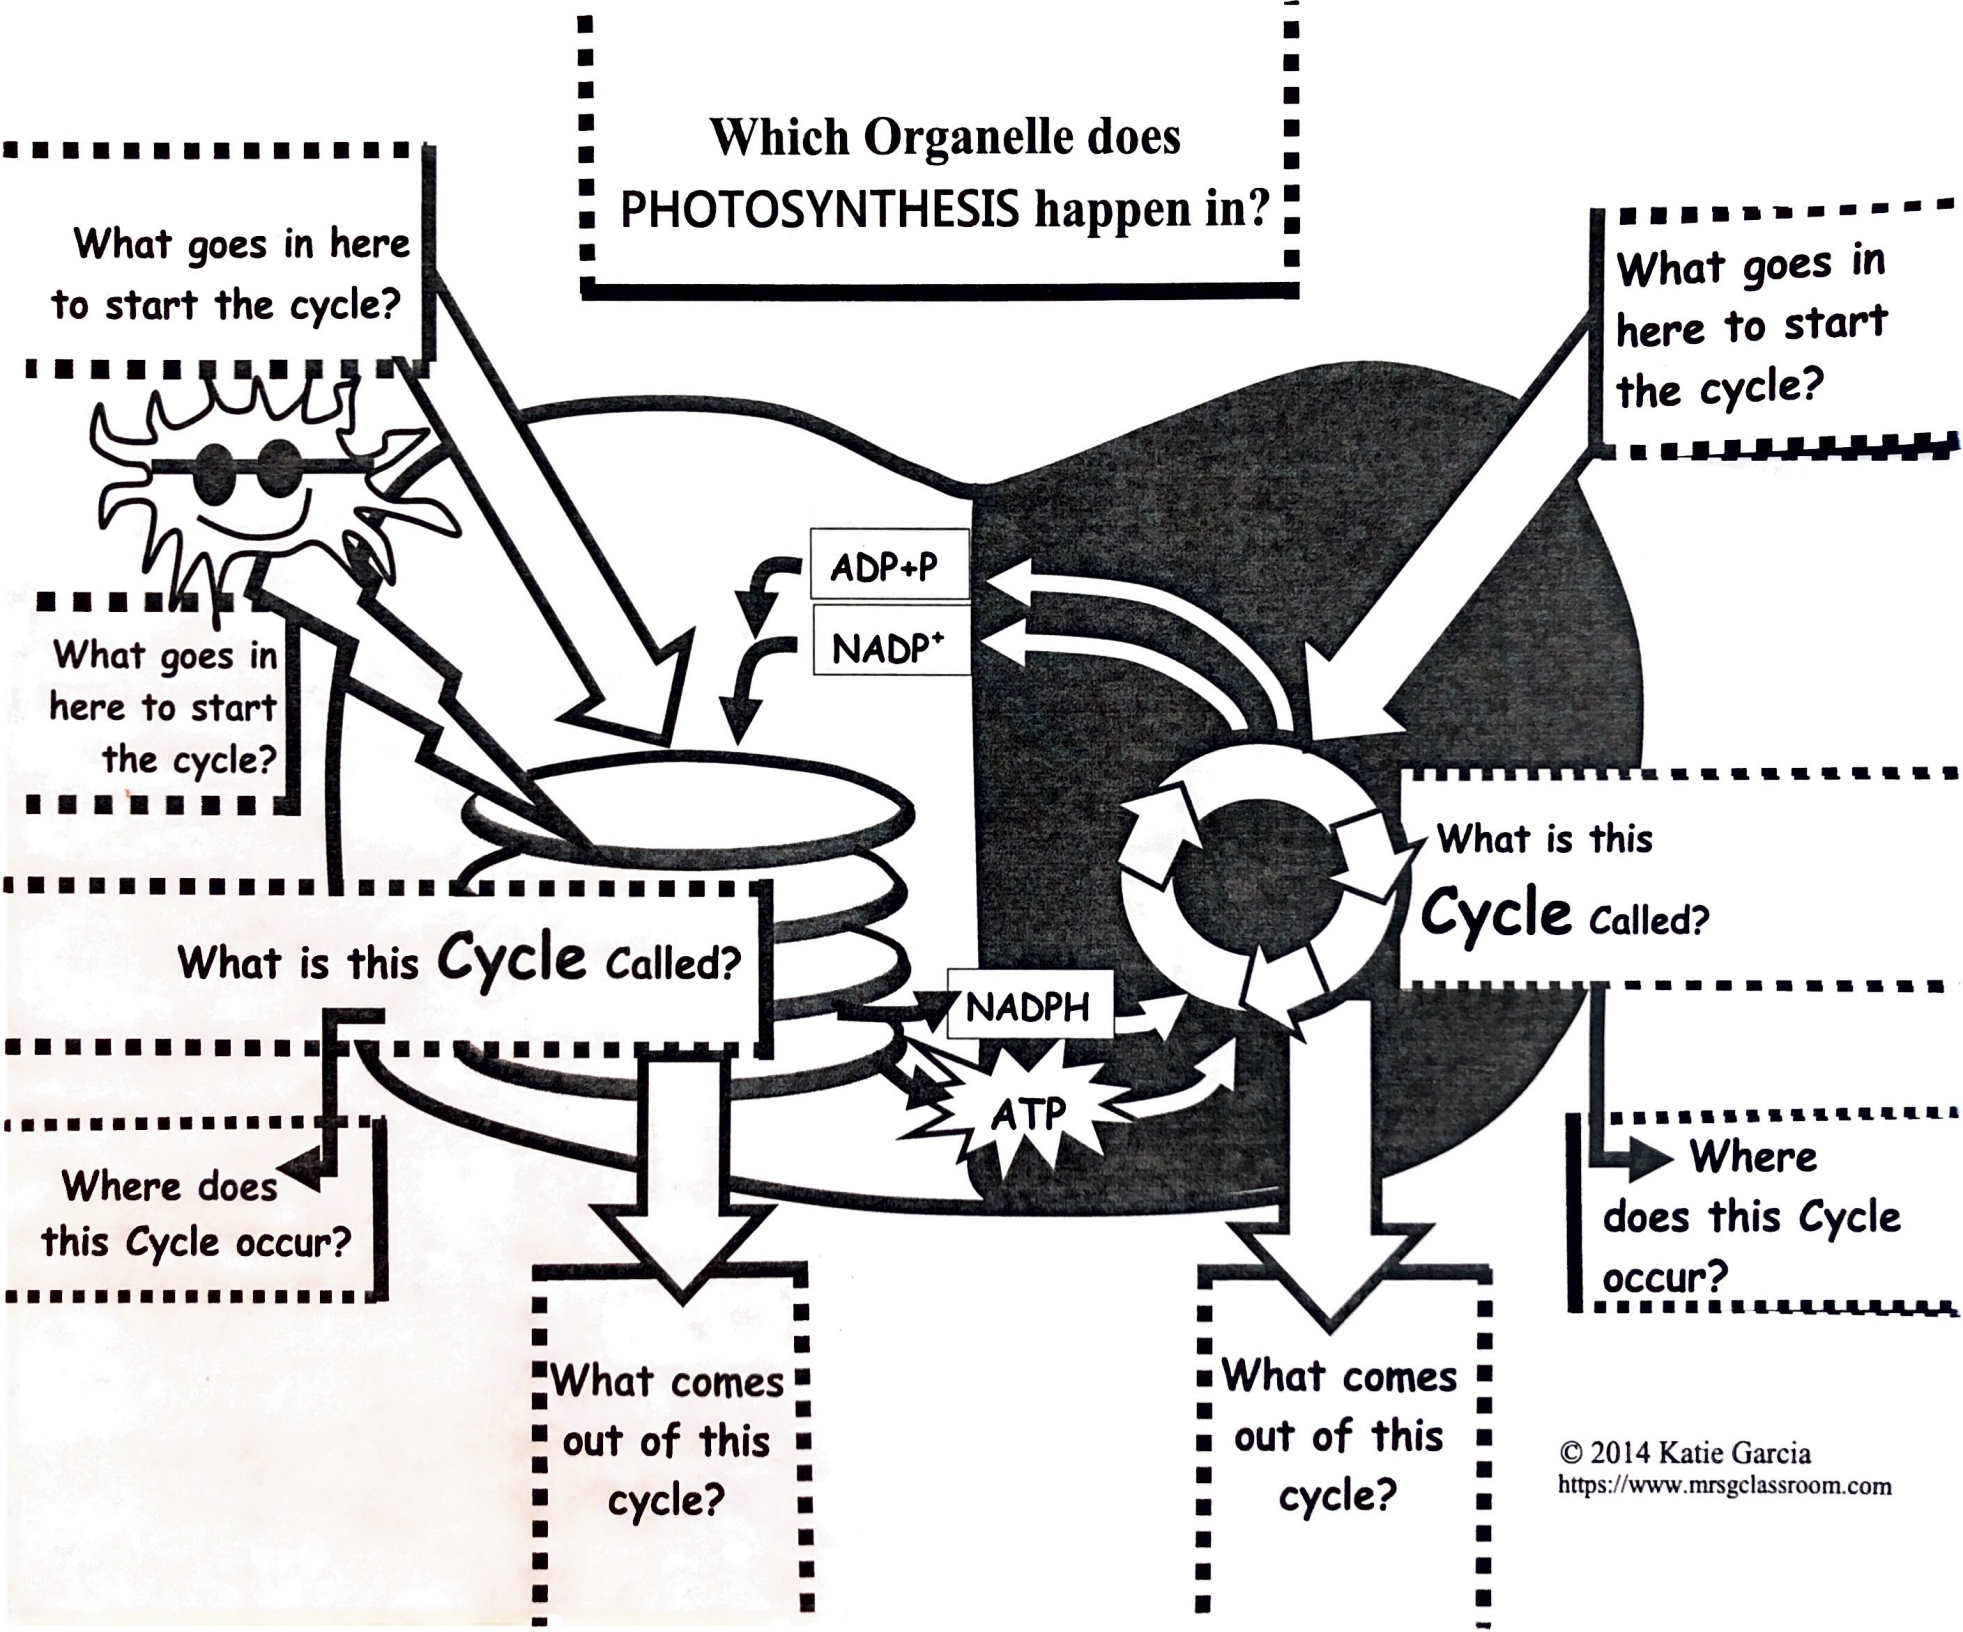 Which Organelle does
PHOTOSYNTHESIS happen in?
What goes in here
to start the cycle?
What goes in
here to start
the cycle?
ADP+P
NADP⁺
What goes in
here to start
the cycle?
What is this
Cycle Called?
What is this Cycle Called?
NADPH
ATP
Where does
this Cycle occur?
Where
does this Cycle
occur?
What comes
out of this
cycle?
What comes
out of this
cycle?
© 2014 Katie Garcia
https://www.mrsgclassroom.com